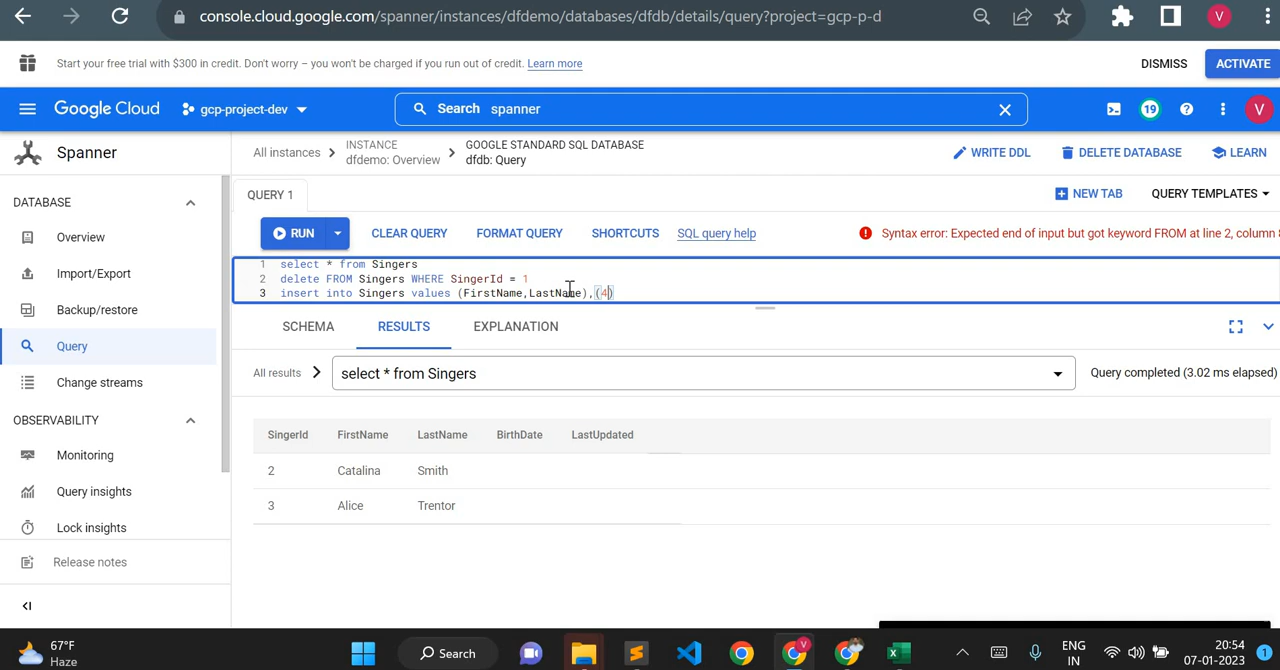 console.cloud.google.com/spanner/instances/dfdemo/databases/dfdb/details/query?project=gcp-p-d
V
Start your free trial with $300 in credit. Don't worry – you won't be charged if you run out of credit. Learn more
DISMISS
ACTIVATE
Google Cloud
gcp-project-dev
Search spanner
19
V
Spanner
All instances
INSTANCE
dfdemo: Overview
GOOGLE STANDARD SQL DATABASE
dfdb: Query
WRITE DDL
DELETE DATABASE
LEARN
DATABASE
Overview
Import/Export
Backup/restore
Query
Change streams
OBSERVABILITY
Monitoring
Query insights
Lock insights
Release notes
QUERY 1
NEW TAB
QUERY TEMPLATES
RUN
CLEAR QUERY
FORMAT QUERY
SHORTCUTS
SQL query help
Syntax error: Expected end of input but got keyword FROM at line 2, column 8
1 select * from Singers
2 delete FROM Singers WHERE SingerId = 1
3 insert into Singers values (FirstName,LastName),(4)
SCHEMA
RESULTS
EXPLANATION
All results
select * from Singers
Query completed (3.02 ms elapsed)
SingerId FirstName LastName BirthDate LastUpdated
2 Catalina Smith
3 Alice Trentor
67°F
Haze
Search
V
ENG
IN
20:54
07-01-2023
1